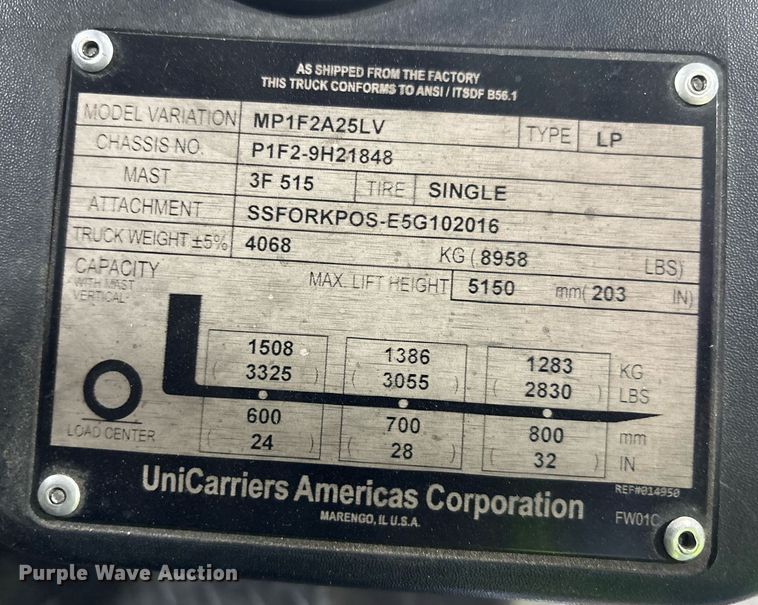 AS SHIPPED FROM THE FACTORY
THIS TRUCK CONFORMS TO ANSI / ITSDF B56.1
MODEL VARIATION MP1F2A25LV TYPE LP
CHASSIS NO. P1F2-9H21848
MAST 3F 515 TIRE SINGLE
ATTACHMENT SSFORKPOS-E5G102016
TRUCK WEIGHT ±5% 4068 KG ( 8958 LBS)
CAPACITY WITH MAST VERTICAL MAX. LIFT HEIGHT 5150 mm( 203 IN)
1508 1386 1283 KG
( 3325 ) ( 3055 ) ( 2830 ) LBS
600 700 800 mm
( 24 ) ( 28 ) ( 32 ) IN
LOAD CENTER
UniCarriers Americas Corporation
MARENGO, IL U.S.A.
REF#014950
FW01C
Purple Wave Auction